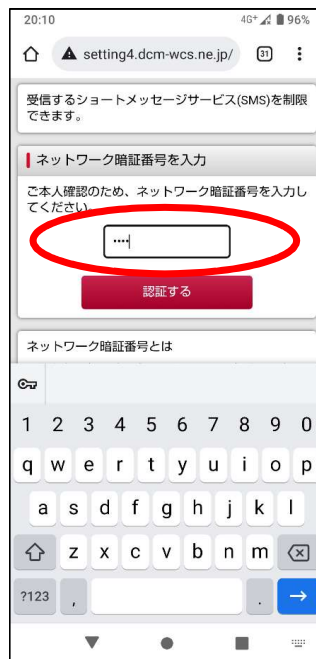 20:10 4G+ 96%
setting4.dcm-wcs.ne.jp/ 31
受信するショートメッセージサービス(SMS)を制限
できます。
ネットワーク暗証番号を入力
ご本人確認のため、ネットワーク暗証番号を入力し
てください。
••••
認証する
ネットワーク暗証番号とは
1 2 3 4 5 6 7 8 9 0
q w e r t y u i o p
a s d f g h j k l
z x c v b n m
?123 , .